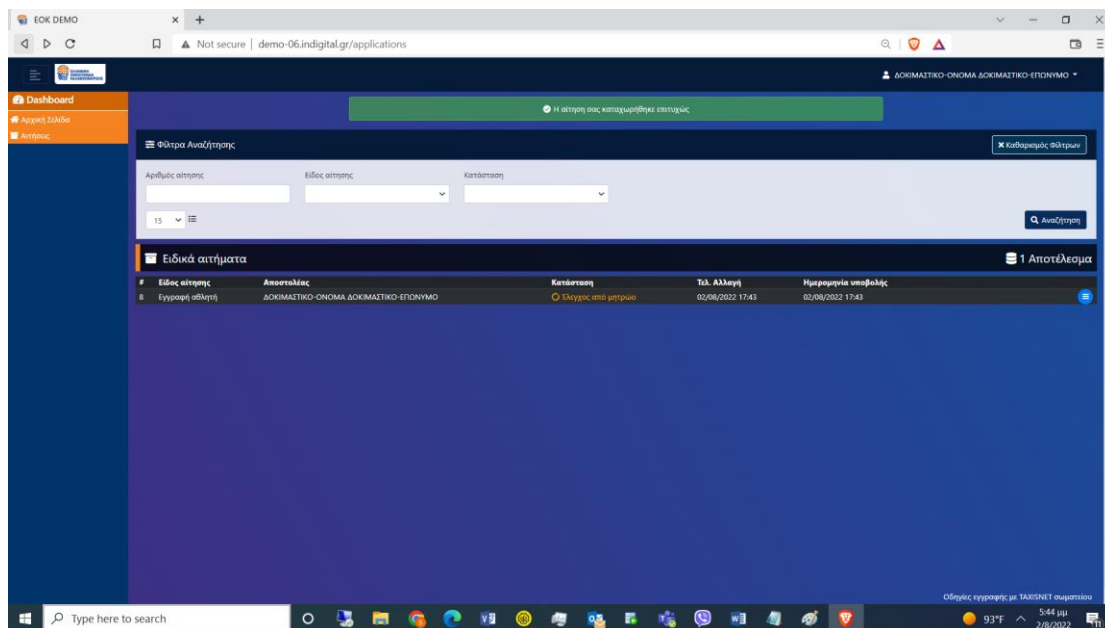 EOK DEMO
Not secure | demo-06.indigital.gr/applications
ΔΟΚΙΜΑΣΤΙΚΟ-ΟΝΟΜΑ ΔΟΚΙΜΑΣΤΙΚΟ-ΕΠΩΝΥΜΟ
Dashboard
Αρχική Σελίδα
Αιτήσεις
Η αίτηση σας καταχωρήθηκε επιτυχώς
Φίλτρα Αναζήτησης
Καθαρισμός Φίλτρων
Αριθμός αίτησης Είδος αίτησης Κατάσταση
15
Αναζήτηση
Ειδικά αιτήματα
1 Αποτέλεσμα
# Είδος αίτησης Αποστολέας Κατάσταση Τελ. Αλλαγή Ημερομηνία υποβολής
8 Εγγραφή αθλητή ΔΟΚΙΜΑΣΤΙΚΟ-ΟΝΟΜΑ ΔΟΚΙΜΑΣΤΙΚΟ-ΕΠΩΝΥΜΟ Έλεγχος από μητρώο 02/08/2022 17:43 02/08/2022 17:43
Οδηγίες εγγραφής με TAXISNET σωματείου
Type here to search
93°F
5:44 μμ
2/8/2022